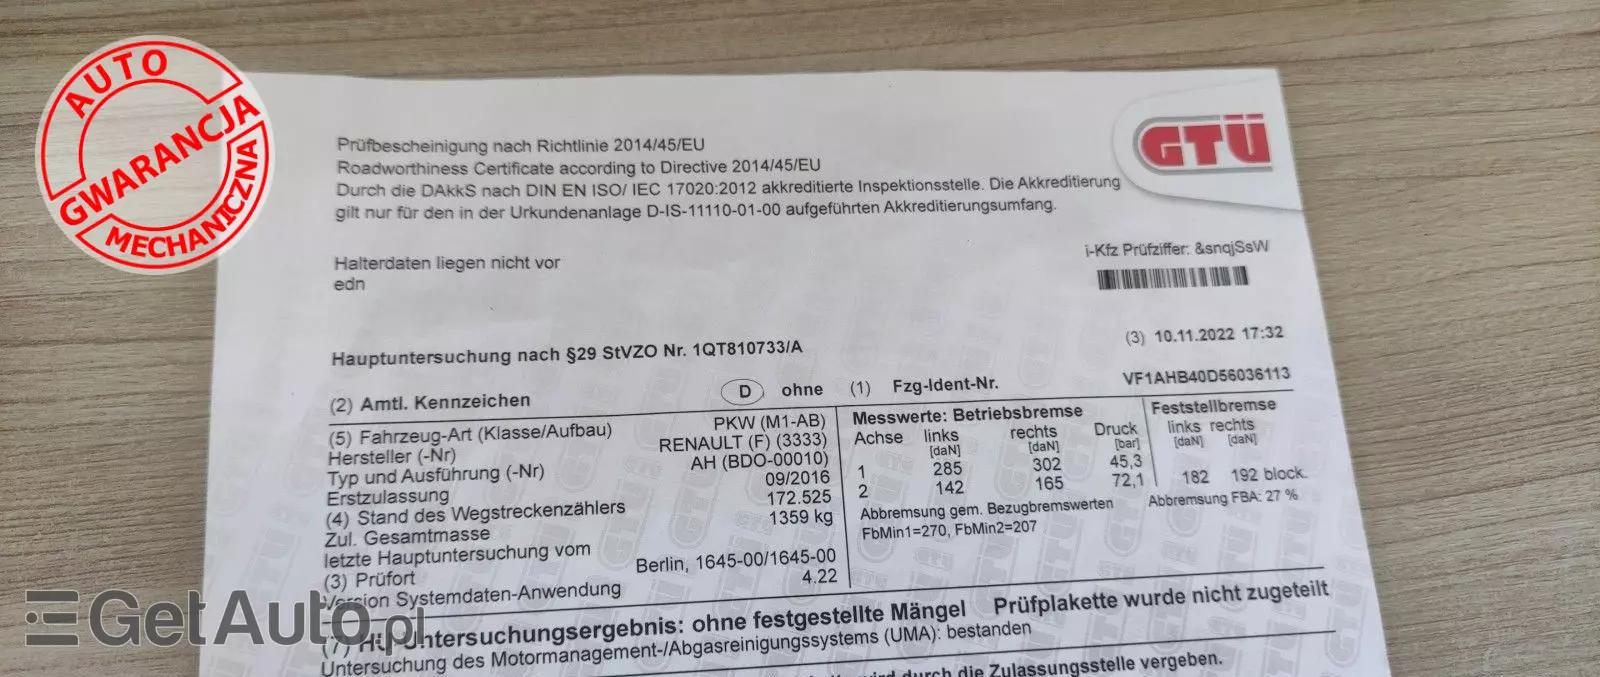 AUTO
GWARANCJA
MECHANICZNA
GTÜ
Prüfbescheinigung nach Richtlinie 2014/45/EU
Roadworthiness Certificate according to Directive 2014/45/EU
Durch die DAkkS nach DIN EN ISO/ IEC 17020:2012 akkreditierte Inspektionsstelle. Die Akkreditierung
gilt nur für den in der Urkundenanlage D-IS-11110-01-00 aufgeführten Akkreditierungsumfang.
i-Kfz Prüfziffer: &snqjSsW
Halterdaten liegen nicht vor
edn
(3) 10.11.2022 17:32
Hauptuntersuchung nach §29 StVZO Nr. 1QT810733/A
(2) Amtl. Kennzeichen D ohne (1) Fzg-Ident-Nr. VF1AHB40D56036113
(5) Fahrzeug-Art (Klasse/Aufbau) PKW (M1-AB)
Hersteller (-Nr) RENAULT (F) (3333)
Typ und Ausführung (-Nr) AH (BDO-00010)
Erstzulassung 09/2016
(4) Stand des Wegstreckenzählers 172.525
Zul. Gesamtmasse 1359 kg
letzte Hauptuntersuchung vom
(3) Prüfort Berlin, 1645-00/1645-00
Version Systemdaten-Anwendung 4.22
Messwerte: Betriebsbremse Feststellbremse
Achse links rechts Druck links rechts
[daN] [daN] [bar] [daN] [daN]
1 285 302 45,3
2 142 165 72,1 182 192 block.
Abbremsung gem. Bezugbremswerten Abbremsung FBA: 27 %
FbMin1=270, FbMin2=207
(7) HU-Untersuchungsergebnis: ohne festgestellte Mängel Prüfplakette wurde nicht zugeteilt
Untersuchung des Motormanagement-/Abgasreinigungssystems (UMA): bestanden
wird durch die Zulassungsstelle vergeben.
GetAuto.pl